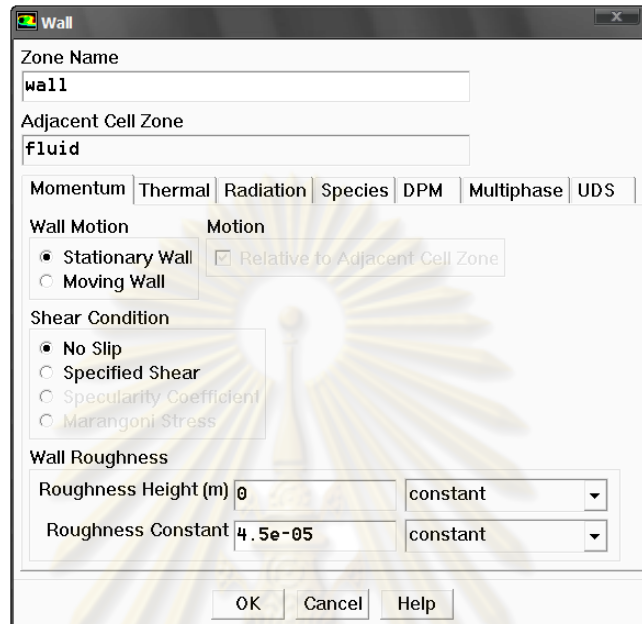 Wall
Zone Name
wall
Adjacent Cell Zone
fluid
Momentum Thermal Radiation Species DPM Multiphase UDS
Wall Motion Motion
Stationary Wall Relative to Adjacent Cell Zone
Moving Wall
Shear Condition
No Slip
Specified Shear
Specularity Coefficient
Marangoni Stress
Wall Roughness
Roughness Height (m) 0 constant
Roughness Constant 4.5e-05 constant
OK Cancel Help